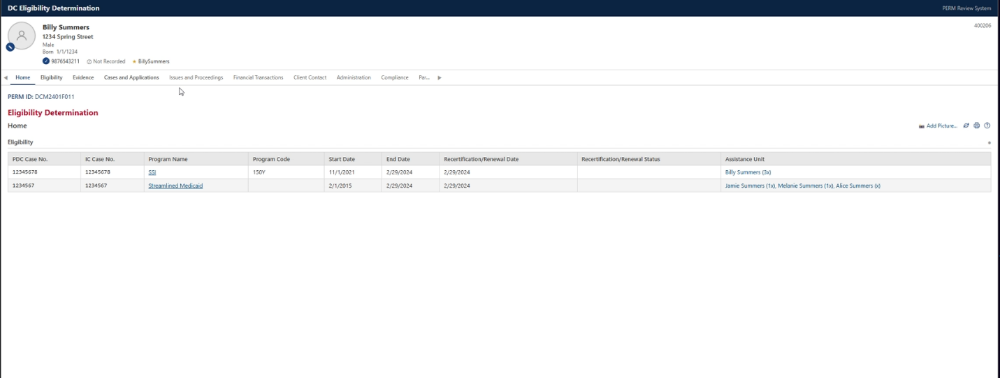 DC Eligibility Determination PERM Review System
Billy Summers 400206
1234 Spring Street
Male
Born 1/1/1234
9876543211 Not Recorded BillySummers
Home Eligibility Evidence Cases and Applications Issues and Proceedings Financial Transactions Client Contact Administration Compliance Par...
PERM ID: DCM2401F011
Eligibility Determination
Home Add Picture...
Eligibility
PDC Case No. IC Case No. Program Name Program Code Start Date End Date Recertification/Renewal Date Recertification/Renewal Status Assistance Unit
12345678 12345678 SSI 150Y 11/1/2021 2/29/2024 2/29/2024 Billy Summers (3x)
1234567 1234567 Streamlined Medicaid 2/1/2015 2/29/2024 2/29/2024 Jamie Summers (1x), Melanie Summers (1x), Alice Summers (x)